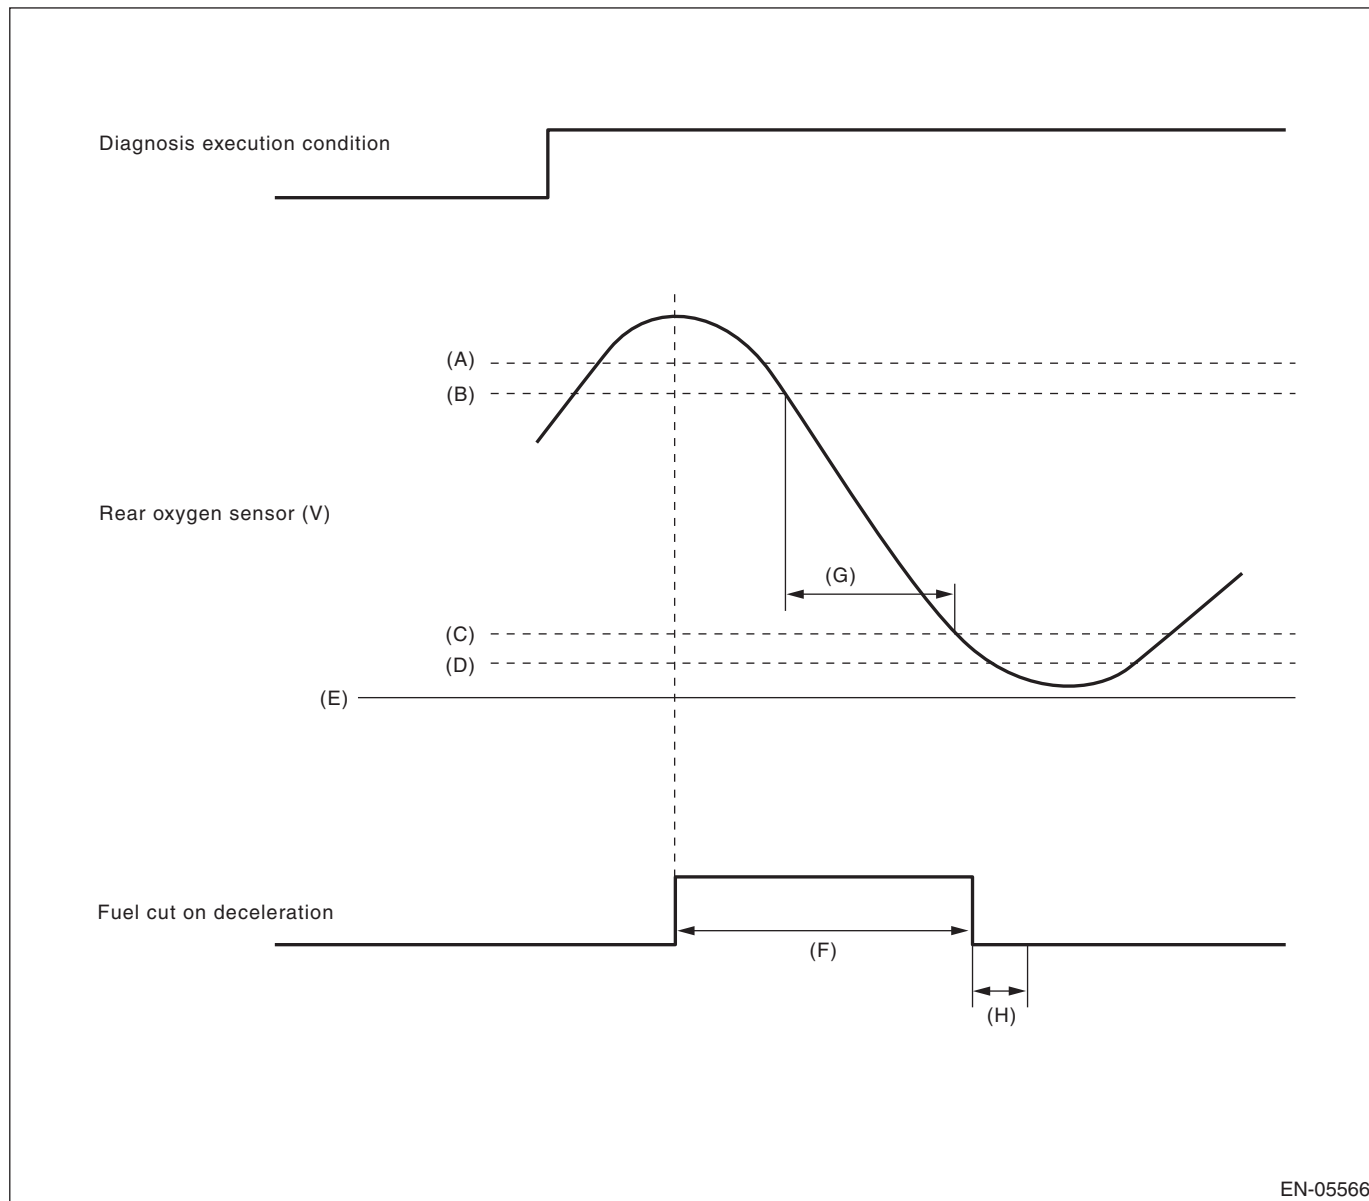 Diagnosis execution condition
(A)
(B)
Rear oxygen sensor (V)
(G)
(C)
(D)
(E)
Fuel cut on deceleration
(F)
(H)
EN-05566